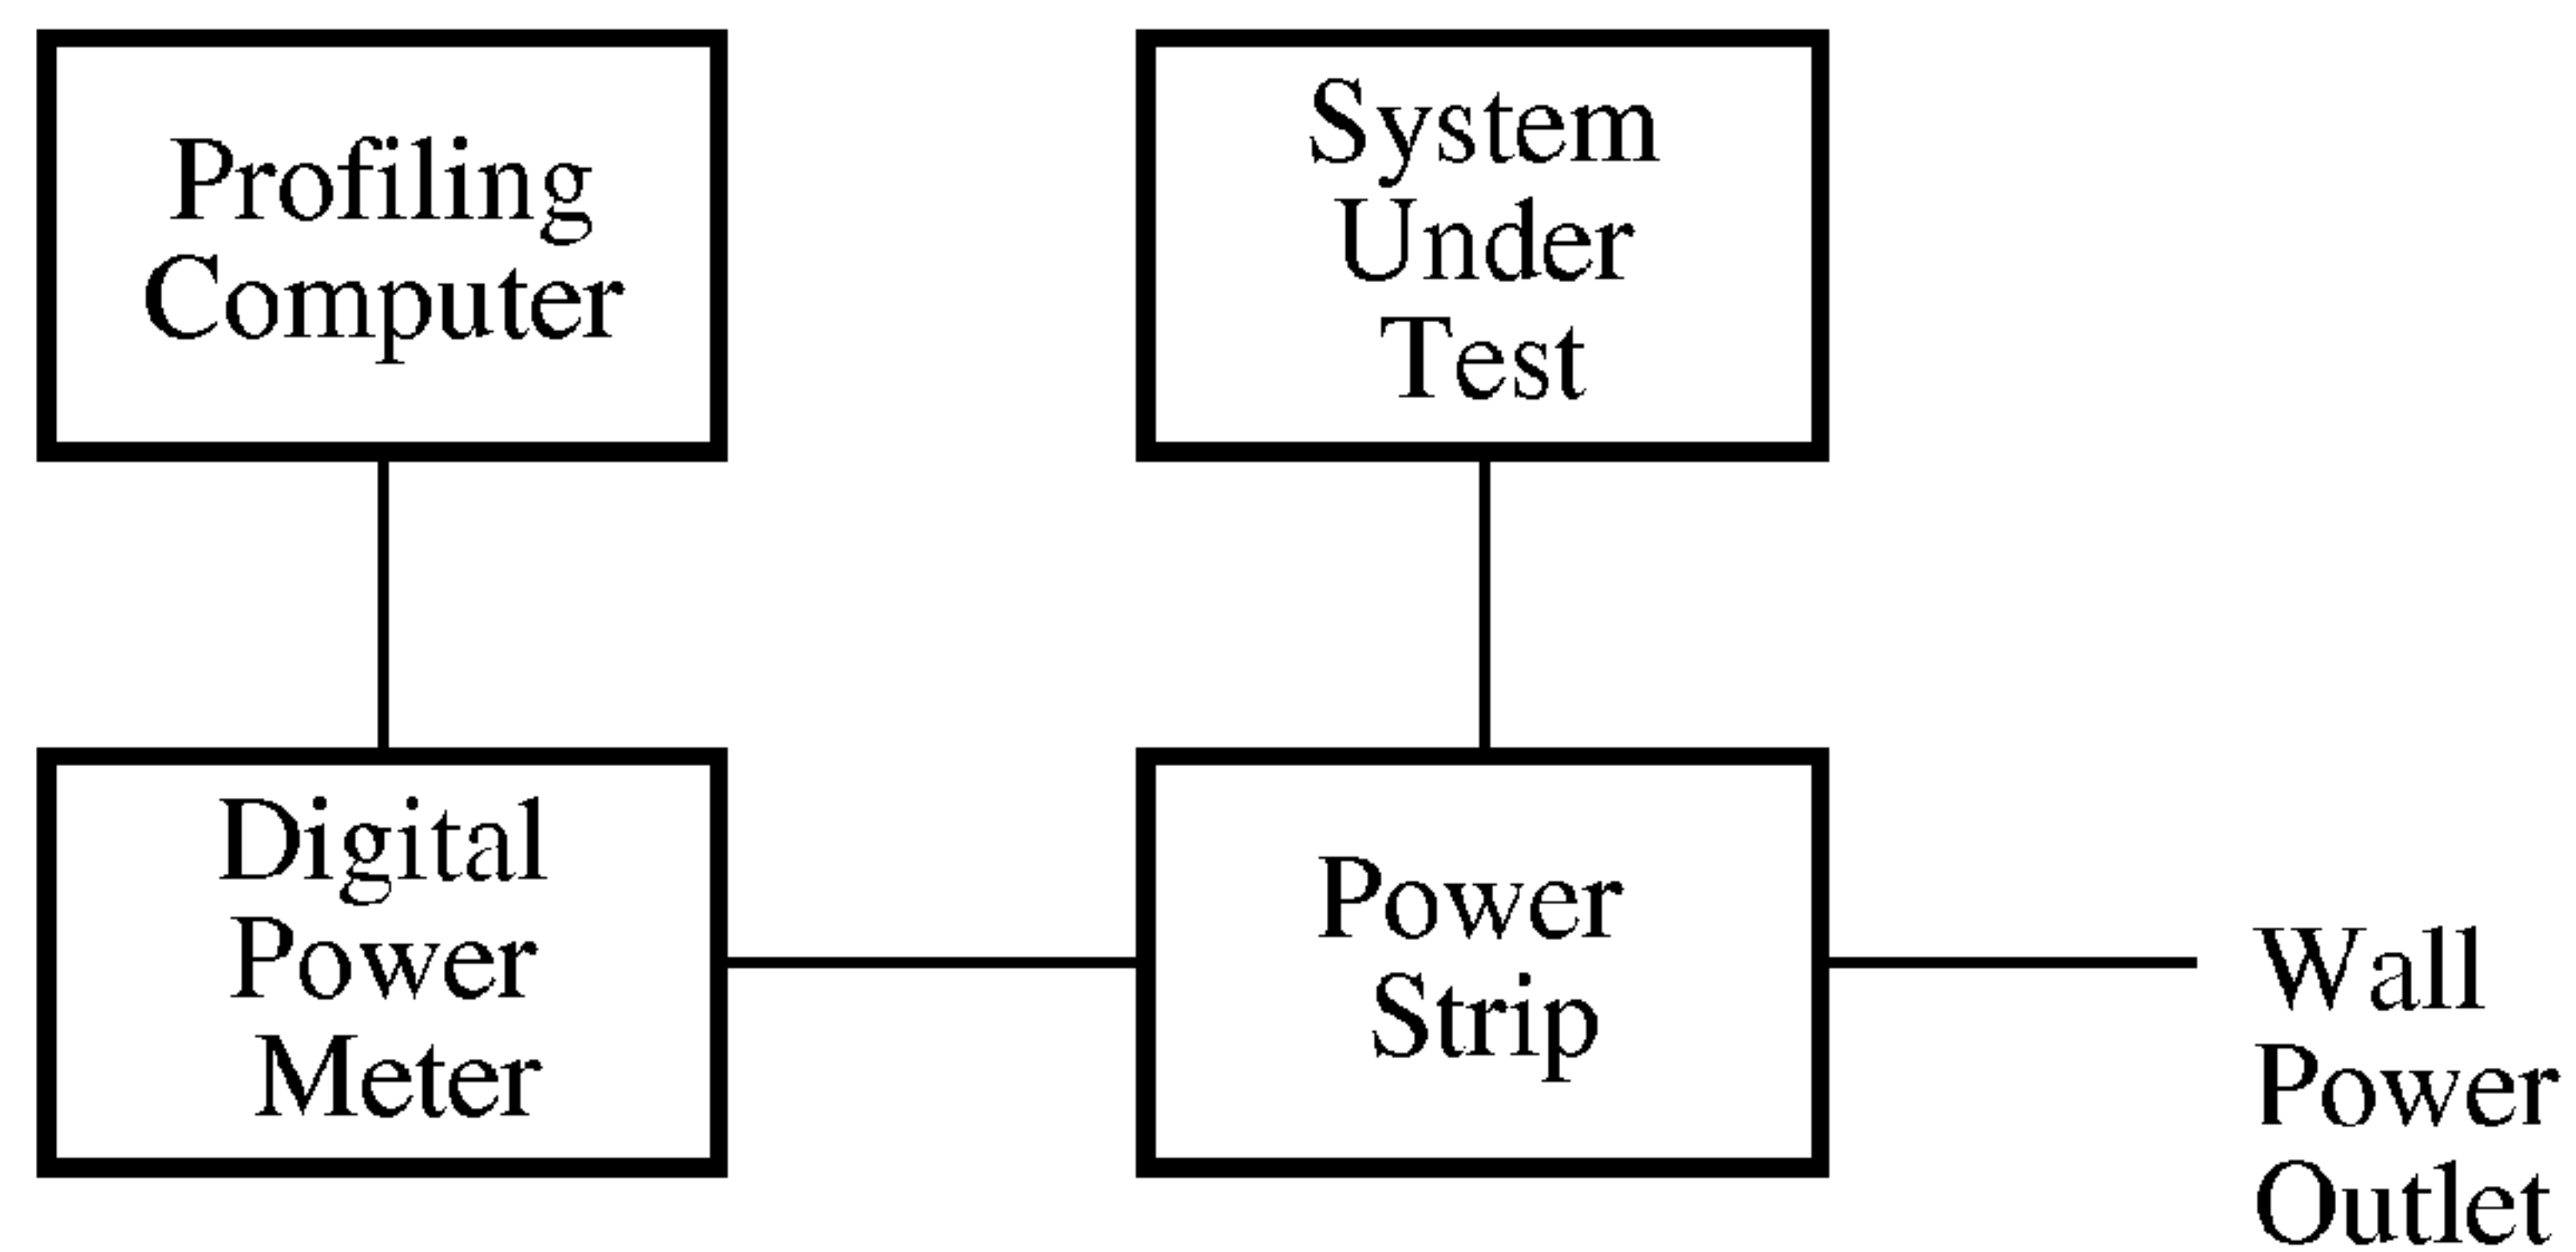 Profiling
Computer
System
Under
Test
Digital
Power
Meter
Power
Strip
Wall
Power
Outlet